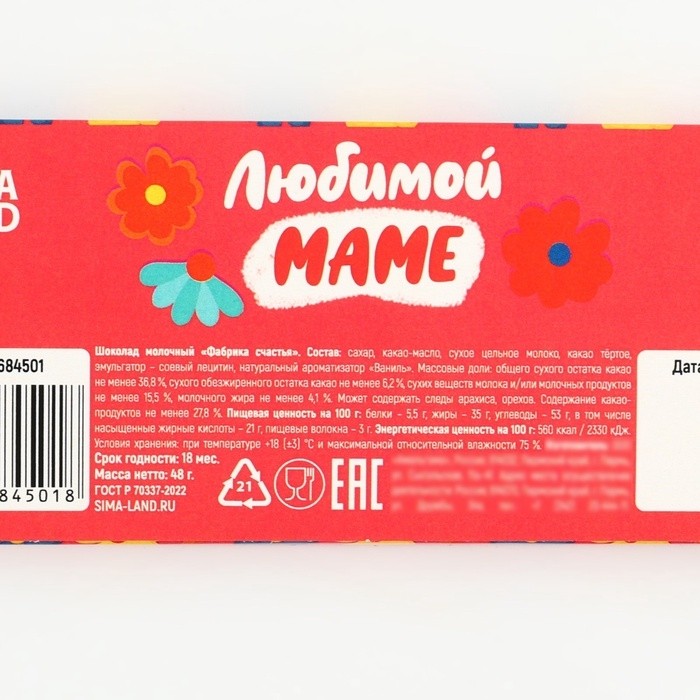 А
D
Любимой
МАМЕ
684501
845018
Шоколад молочный «Фабрика счастья». Состав: сахар, какао-масло, сухое цельное молоко, какао тёртое,
эмульгатор – соевый лецитин, натуральный ароматизатор «Ваниль». Массовые доли: общего сухого остатка какао
не менее 36,8 %, сухого обезжиренного остатка какао не менее 6,2 %, сухих веществ молока и/или молочных продуктов
не менее 15,5 %, молочного жира не менее 4,1 %. Может содержать следы арахиса, орехов. Содержание какао-
продуктов не менее 27,8 %. Пищевая ценность на 100 г: белки – 5,5 г, жиры – 35 г, углеводы – 53 г, в том числе
насыщенные жирные кислоты – 21 г, пищевые волокна – 3 г. Энергетическая ценность на 100 г: 560 ккал / 2330 кДж.
Условия хранения: при температуре +18 (±3) °С и максимальной относительной влажности 75 %.
Срок годности: 18 мес.
Масса нетто: 48 г.
ГОСТ Р 70337-2022
SIMA-LAND.RU
21
EAC
Дата